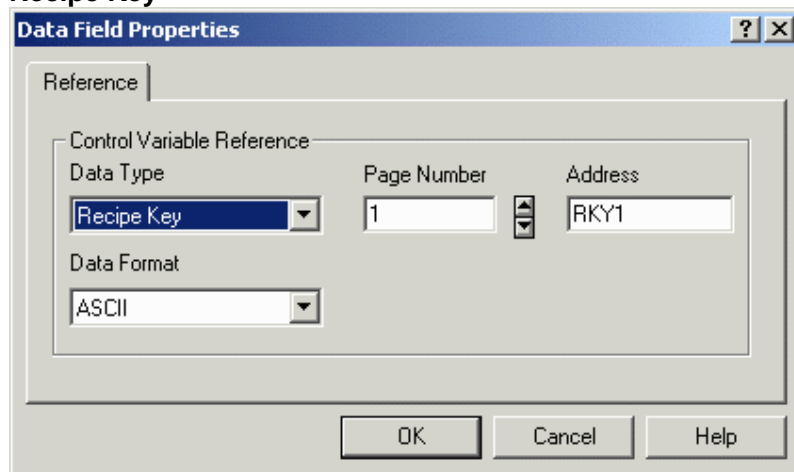 Recipe Key
Data Field Properties
Reference
Control Variable Reference
Data Type Page Number Address
Recipe Key 1 RKY1
Data Format
ASCII
OK Cancel Help